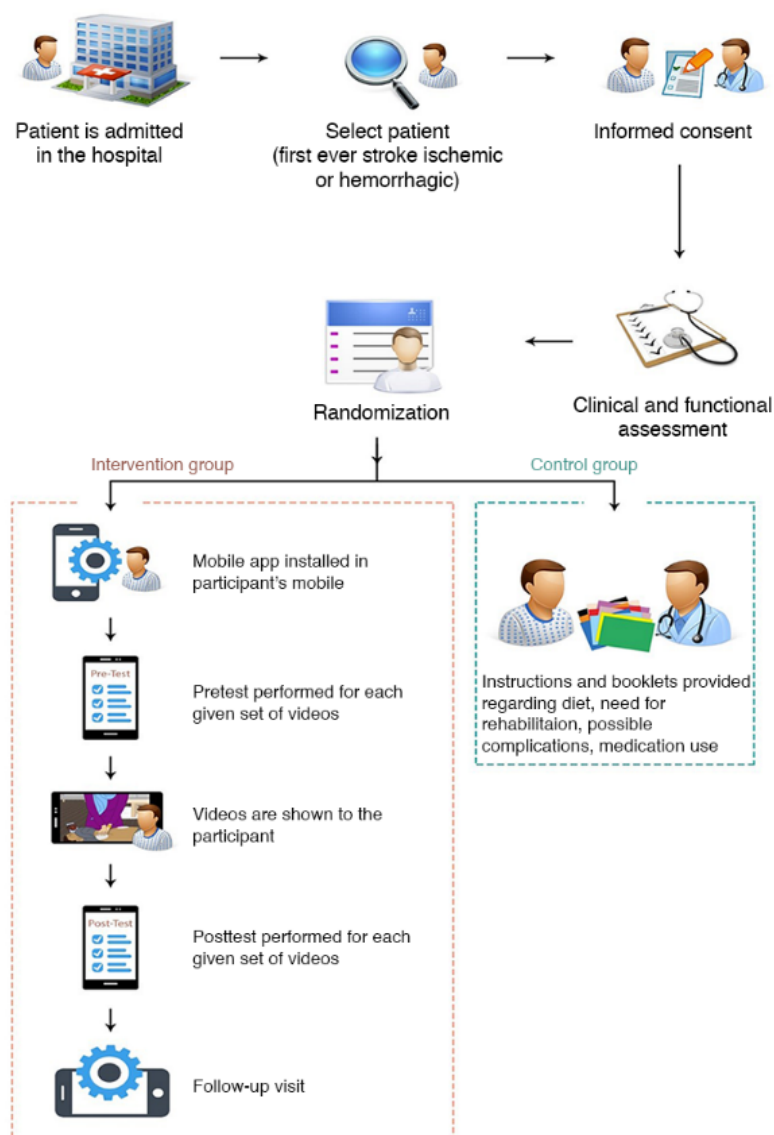 Patient is admitted
in the hospital
Select patient
(first ever stroke ischemic
or hemorrhagic)
Informed consent
Randomization
Clinical and functional
assessment
Intervention group
Control group
Mobile app installed in
participant's mobile
Pre-Test
Pretest performed for each
given set of videos
Videos are shown to the
participant
Post-Test
Posttest performed for each
given set of videos
Follow-up visit
Instructions and booklets provided
regarding diet, need for
rehabilitaion, possible
complications, medication use